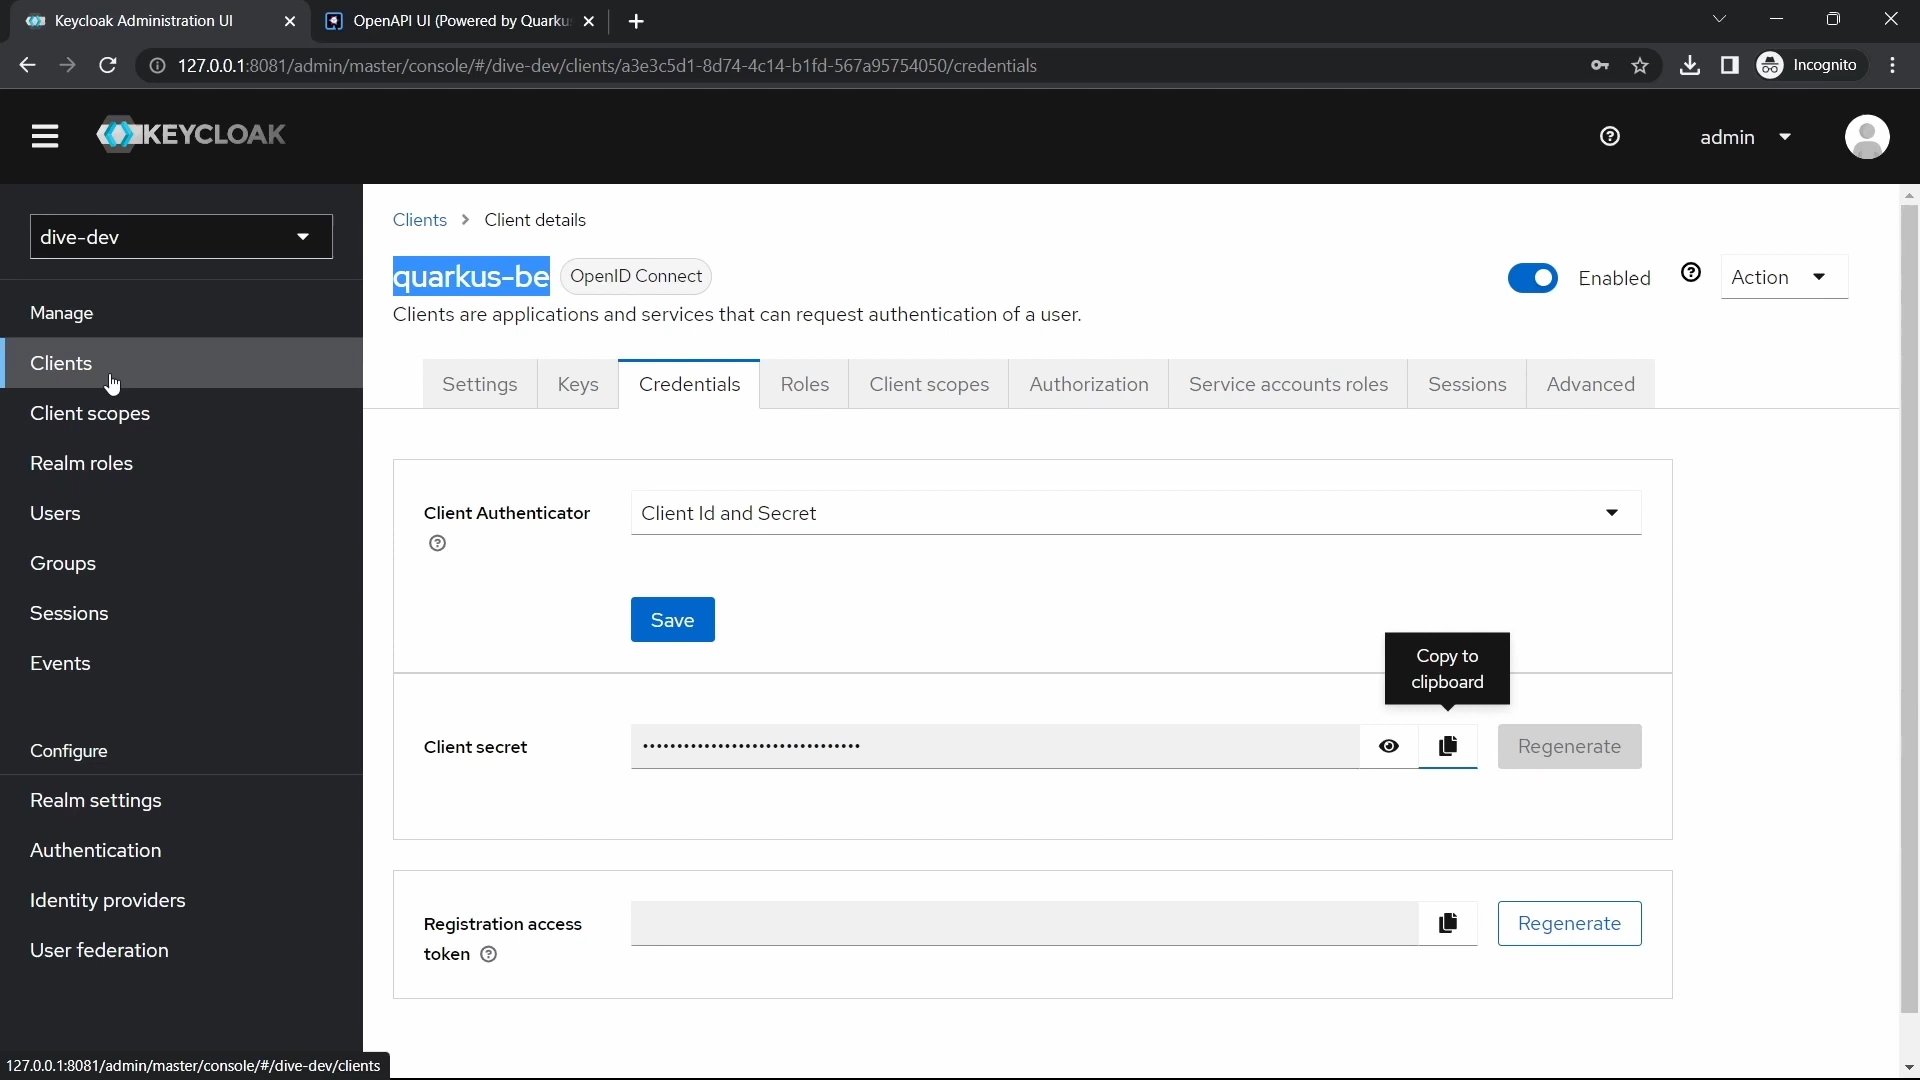 Keycloak Administration UI
OpenAPI UI (Powered by Quarku
127.0.0.1:8081/admin/master/console/#/dive-dev/clients/a3e3c5d1-8d74-4c14-b1fd-567a95754050/credentials
Incognito
KEYCLOAK
admin
dive-dev
Manage
Clients
Client scopes
Realm roles
Users
Groups
Sessions
Events
Configure
Realm settings
Authentication
Identity providers
User federation
127.0.0.1:8081/admin/master/console/#/dive-dev/clients
Clients > Client details
quarkus-be OpenID Connect
Enabled
Action
Clients are applications and services that can request authentication of a user.
Settings Keys Credentials Roles Client scopes Authorization Service accounts roles Sessions Advanced
Client Authenticator
Client Id and Secret
Save
Copy to
clipboard
Client secret
••••••••••••••••••••••••••••••••
Regenerate
Registration access
token
Regenerate